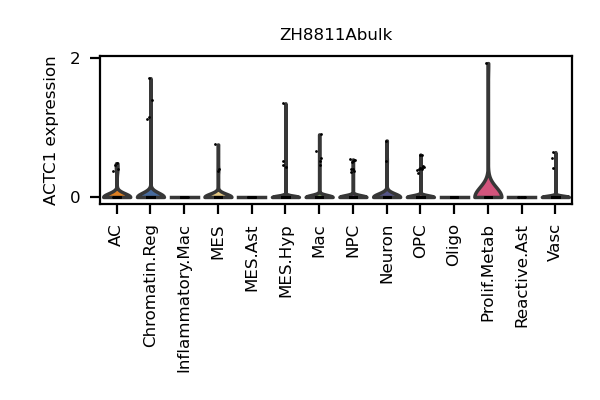 ZH8811Abulk
ACTC1 expression
2
0
AC
Chromatin.Reg
Inflammatory.Mac
MES
MES.Ast
MES.Hyp
Mac
NPC
Neuron
OPC
Oligo
Prolif.Metab
Reactive.Ast
Vasc